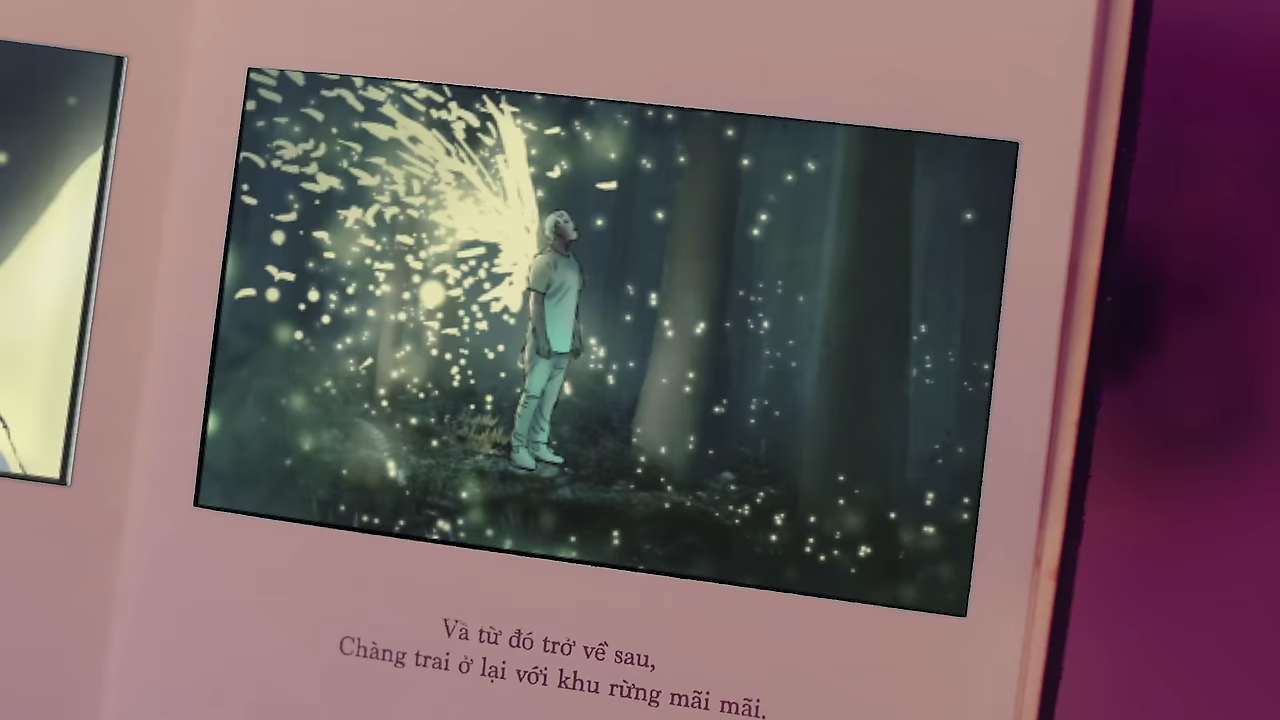 Và từ đó trở về sau,
Chàng trai ở lại với khu rừng mãi mãi.